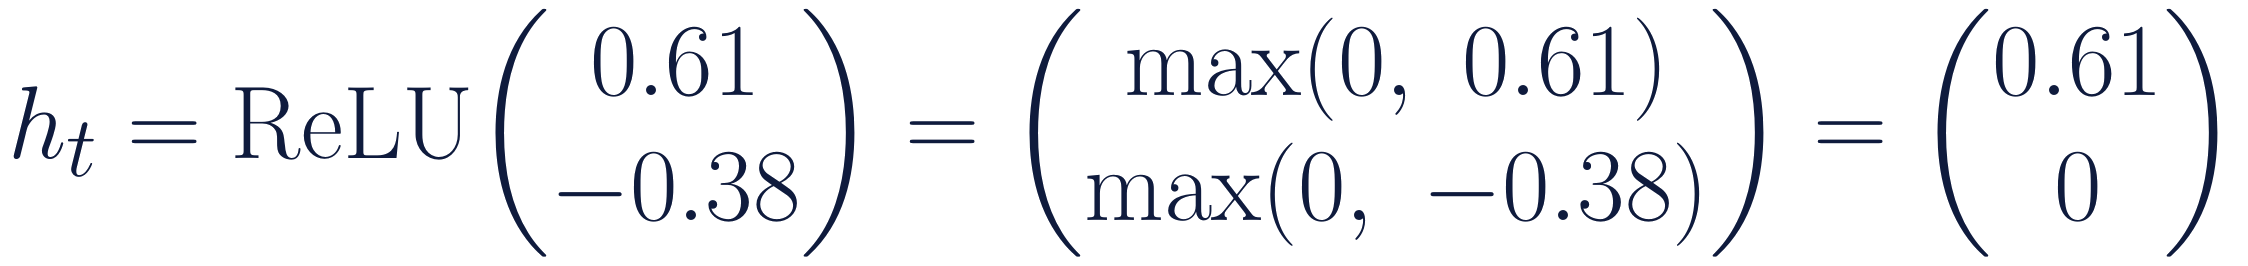 h_t = ReLU(0.61 −0.38) = (max(0, 0.61) max(0, −0.38)) = (0.61 0)